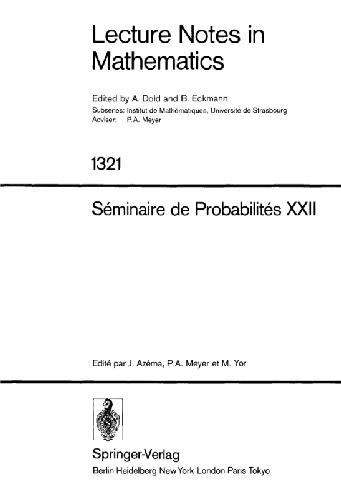 Lecture Notes in
Mathematics
Edited by A. Dold and B. Eckmann
Subseries: Institut de Mathématiques, Université de Strasbourg
Adviser: P.A. Meyer
1321
Séminaire de Probabilités XXII
Edité par J. Azéma, P.A. Meyer et M. Yor
Springer-Verlag
Berlin Heidelberg New York London Paris Tokyo